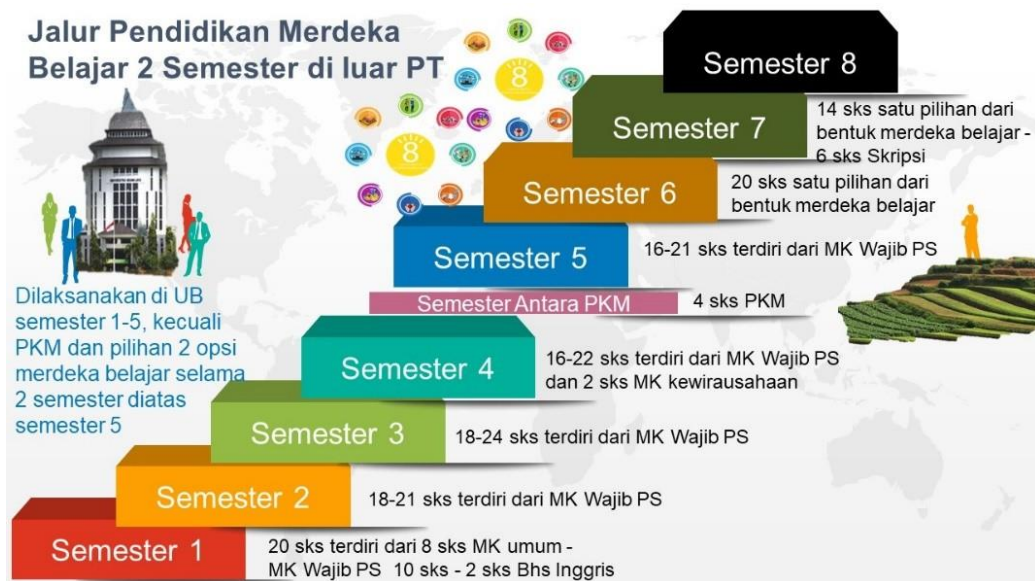 Jalur Pendidikan Merdeka
Belajar 2 Semester di luar PT
8
8
Semester 8
Semester 7
14 sks satu pilihan dari
bentuk merdeka belajar -
6 sks Skripsi
Semester 6
20 sks satu pilihan dari
bentuk merdeka belajar
Semester 5
16-21 sks terdiri dari MK Wajib PS
Semester Antara PKM
4 sks PKM
Dilaksanakan di UB
semester 1-5, kecuali
PKM dan pilihan 2 opsi
merdeka belajar selama
2 semester diatas
semester 5
Semester 4
16-22 sks terdiri dari MK Wajib PS
dan 2 sks MK kewirausahaan
Semester 3
18-24 sks terdiri dari MK Wajib PS
Semester 2
18-21 sks terdiri dari MK Wajib PS
Semester 1
20 sks terdiri dari 8 sks MK umum -
MK Wajib PS 10 sks - 2 sks Bhs Inggris